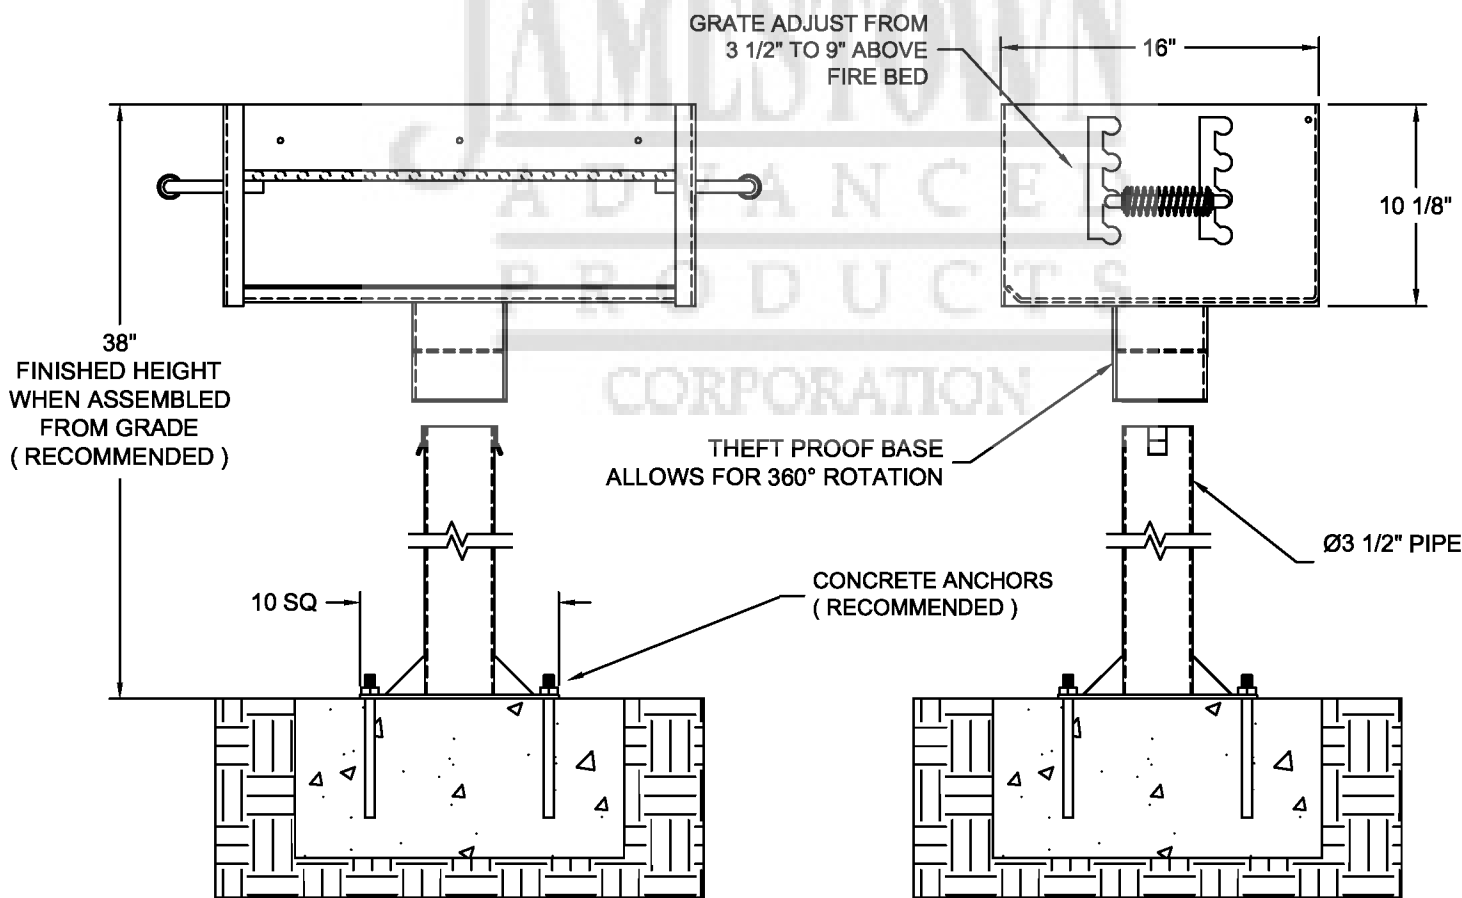 JAMESTOWN
ADVANCED
PRODUCTS
CORPORATION
GRATE ADJUST FROM
3 1/2" TO 9" ABOVE
FIRE BED
16"
10 1/8"
38"
FINISHED HEIGHT
WHEN ASSEMBLED
FROM GRADE
( RECOMMENDED )
THEFT PROOF BASE
ALLOWS FOR 360° ROTATION
Ø3 1/2" PIPE
10 SQ
CONCRETE ANCHORS
( RECOMMENDED )